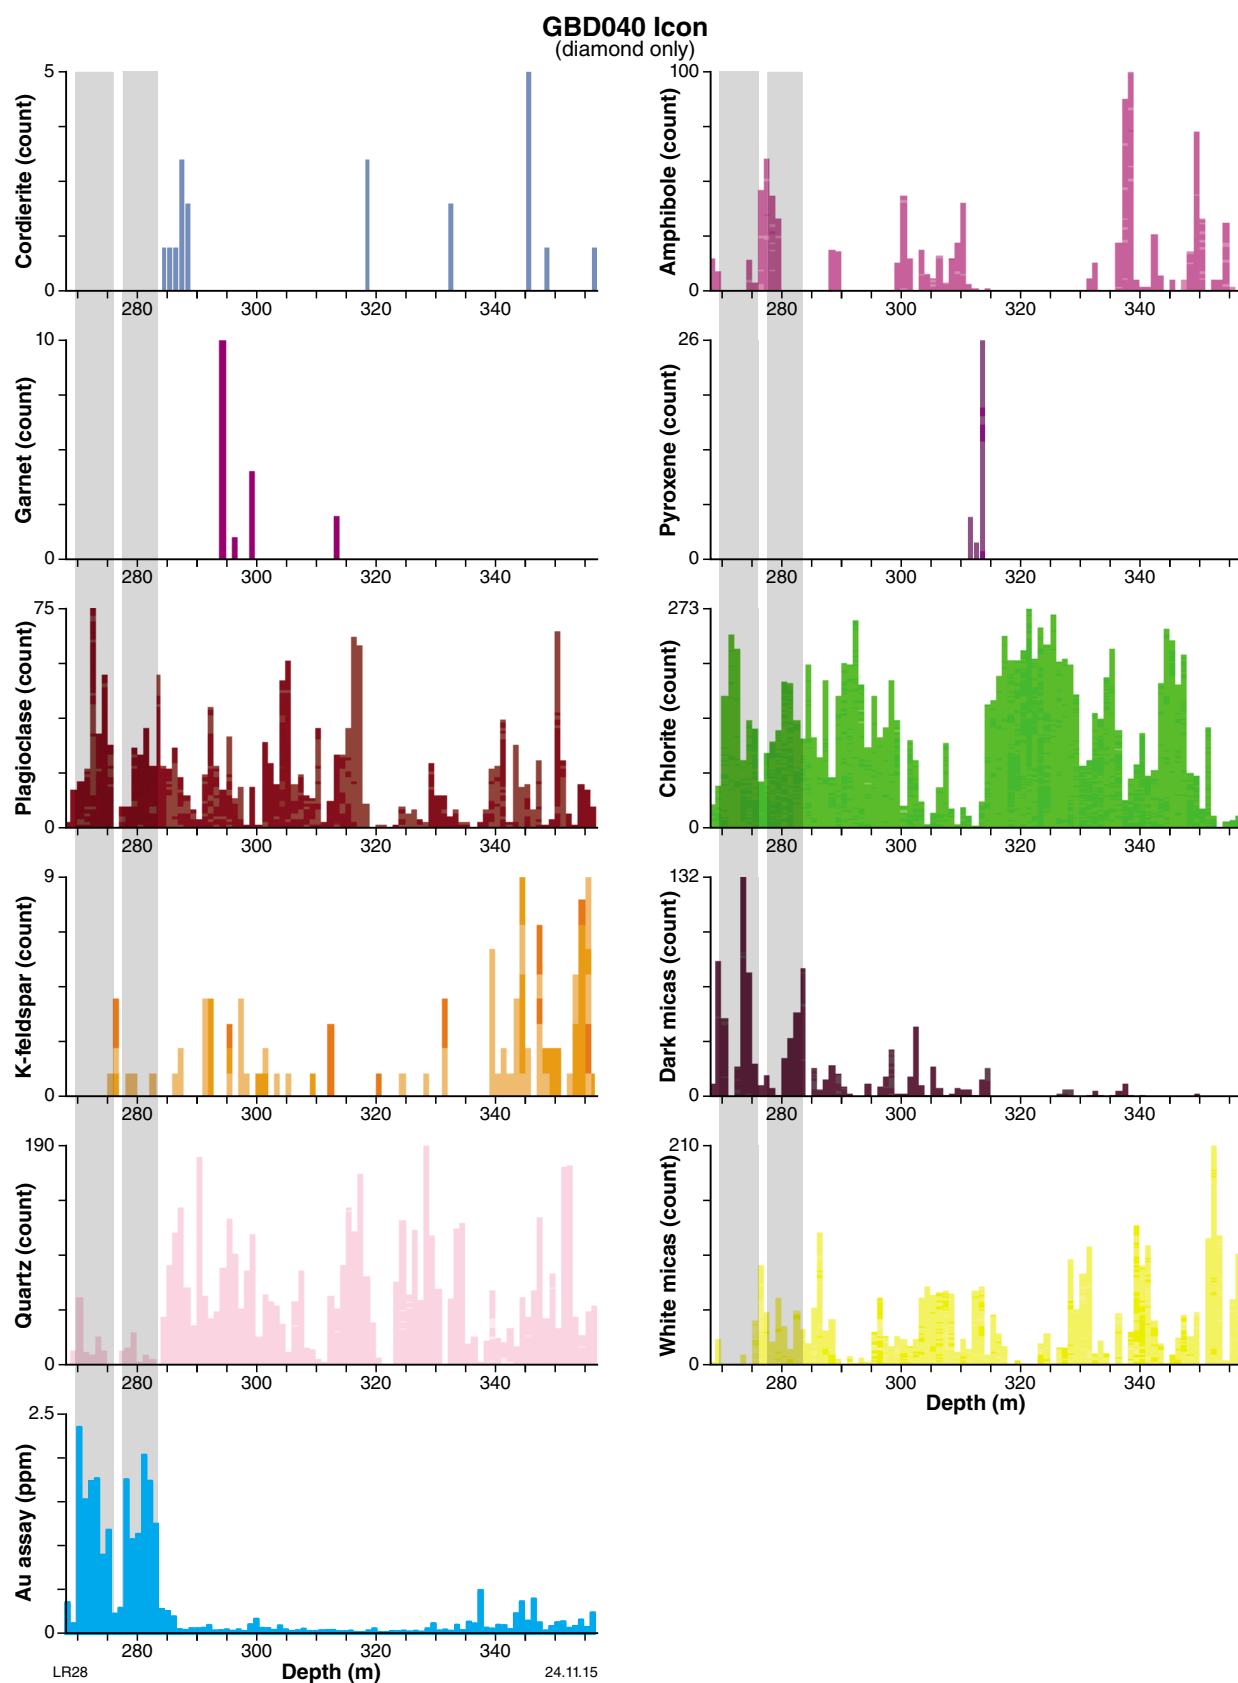 GBD040 Icon
(diamond only)
5
Cordierite (count)
0
280 300 320 340
100
Amphibole (count)
0
280 300 320 340
10
Garnet (count)
0
280 300 320 340
26
Pyroxene (count)
0
280 300 320 340
75
Plagioclase (count)
0
280 300 320 340
273
Chlorite (count)
0
280 300 320 340
9
K-feldspar (count)
0
280 300 320 340
132
Dark micas (count)
0
280 300 320 340
190
Quartz (count)
0
280 300 320 340
210
White micas (count)
0
280 300 320 340
Depth (m)
2.5
Au assay (ppm)
0
280 300 320 340
LR28
Depth (m)
24.11.15